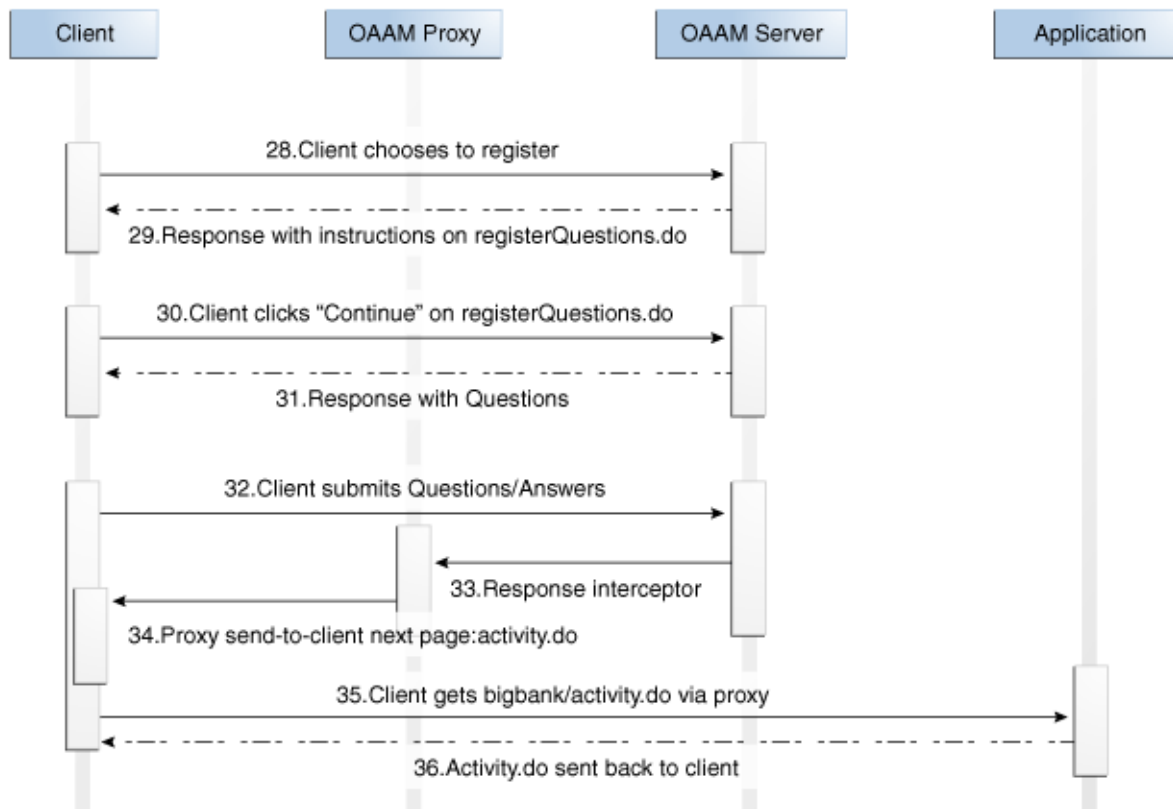 Client
OAAM Proxy
OAAM Server
Application
28.Client chooses to register
29.Response with instructions on registerQuestions.do
30.Client clicks “Continue” on registerQuestions.do
31.Response with Questions
32.Client submits Questions/Answers
33.Response interceptor
34.Proxy send-to-client next page:activity.do
35.Client gets bigbank/activity.do via proxy
36.Activity.do sent back to client